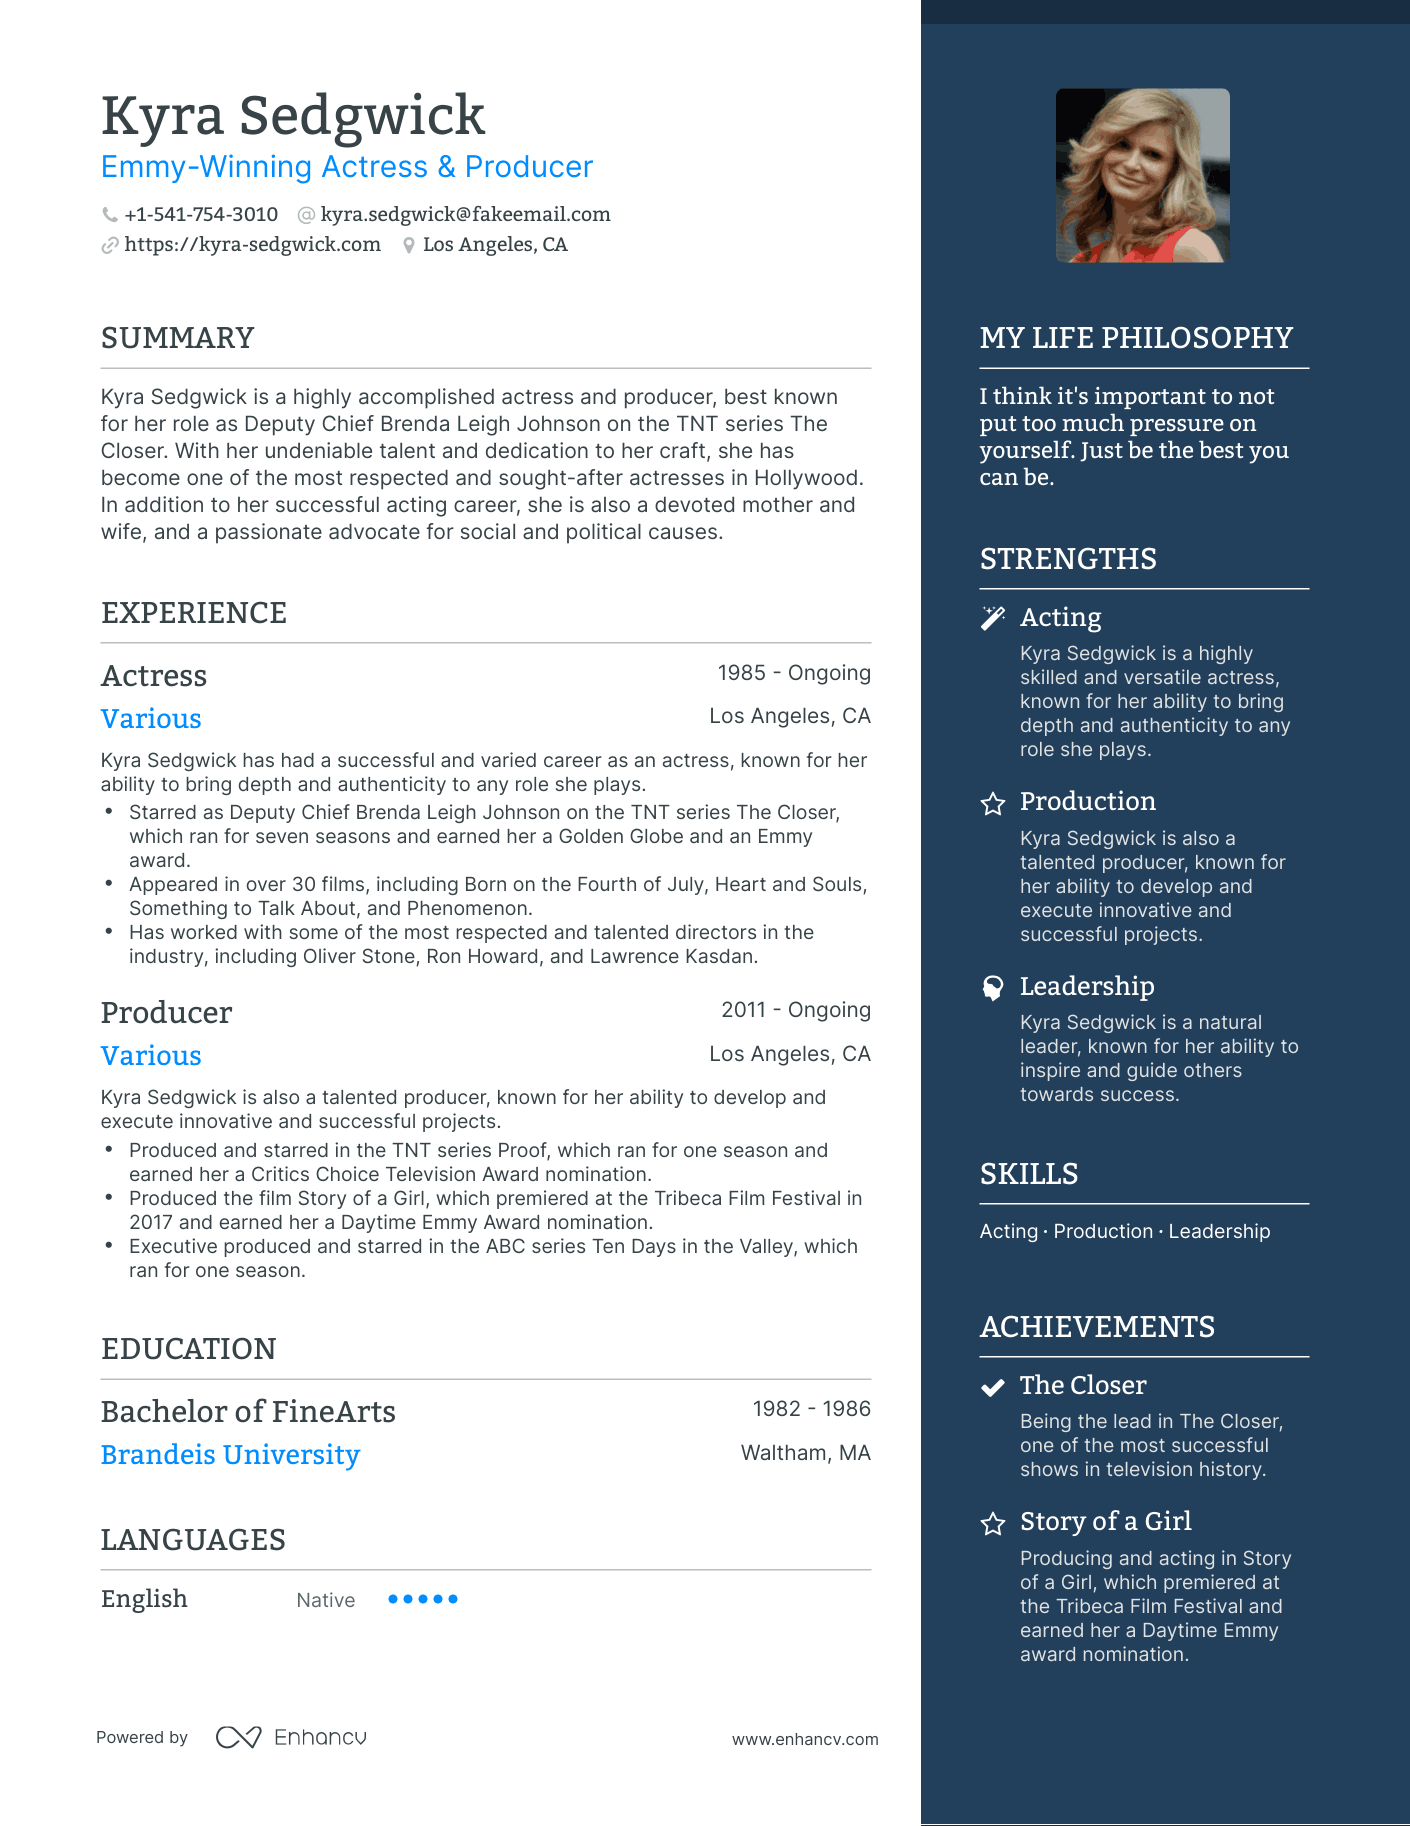 Kyra Sedgwick
Emmy-Winning Actress & Producer
+1-541-754-3010 @ kyra.sedgwick@fakeemail.com
https://kyra-sedgwick.com Los Angeles, CA
SUMMARY
Kyra Sedgwick is a highly accomplished actress and producer, best known
for her role as Deputy Chief Brenda Leigh Johnson on the TNT series The
Closer. With her undeniable talent and dedication to her craft, she has
become one of the most respected and sought-after actresses in Hollywood.
In addition to her successful acting career, she is also a devoted mother and
wife, and a passionate advocate for social and political causes.
EXPERIENCE
Actress 1985 - Ongoing
Various Los Angeles, CA
Kyra Sedgwick has had a successful and varied career as an actress, known for her
ability to bring depth and authenticity to any role she plays.
• Starred as Deputy Chief Brenda Leigh Johnson on the TNT series The Closer,
which ran for seven seasons and earned her a Golden Globe and an Emmy
award.
• Appeared in over 30 films, including Born on the Fourth of July, Heart and Souls,
Something to Talk About, and Phenomenon.
• Has worked with some of the most respected and talented directors in the
industry, including Oliver Stone, Ron Howard, and Lawrence Kasdan.
Producer 2011 - Ongoing
Various Los Angeles, CA
Kyra Sedgwick is also a talented producer, known for her ability to develop and
execute innovative and successful projects.
• Produced and starred in the TNT series Proof, which ran for one season and
earned her a Critics Choice Television Award nomination.
• Produced the film Story of a Girl, which premiered at the Tribeca Film Festival in
2017 and earned her a Daytime Emmy Award nomination.
• Executive produced and starred in the ABC series Ten Days in the Valley, which
ran for one season.
EDUCATION
Bachelor of FineArts 1982 - 1986
Brandeis University Waltham, MA
LANGUAGES
English Native
Powered by Enhancv www.enhancv.com
MY LIFE PHILOSOPHY
I think it's important to not
put too much pressure on
yourself. Just be the best you
can be.
STRENGTHS
Acting
Kyra Sedgwick is a highly
skilled and versatile actress,
known for her ability to bring
depth and authenticity to any
role she plays.
Production
Kyra Sedgwick is also a
talented producer, known for
her ability to develop and
execute innovative and
successful projects.
Leadership
Kyra Sedgwick is a natural
leader, known for her ability to
inspire and guide others
towards success.
SKILLS
Acting · Production · Leadership
ACHIEVEMENTS
The Closer
Being the lead in The Closer,
one of the most successful
shows in television history.
Story of a Girl
Producing and acting in Story
of a Girl, which premiered at
the Tribeca Film Festival and
earned her a Daytime Emmy
award nomination.